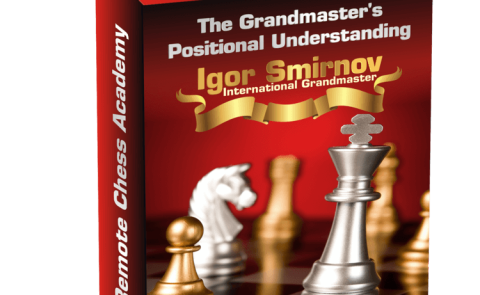 The Grandmaster's
Positional Understanding
Igor Smirnov
International Grandmaster
Remote Chess Academy